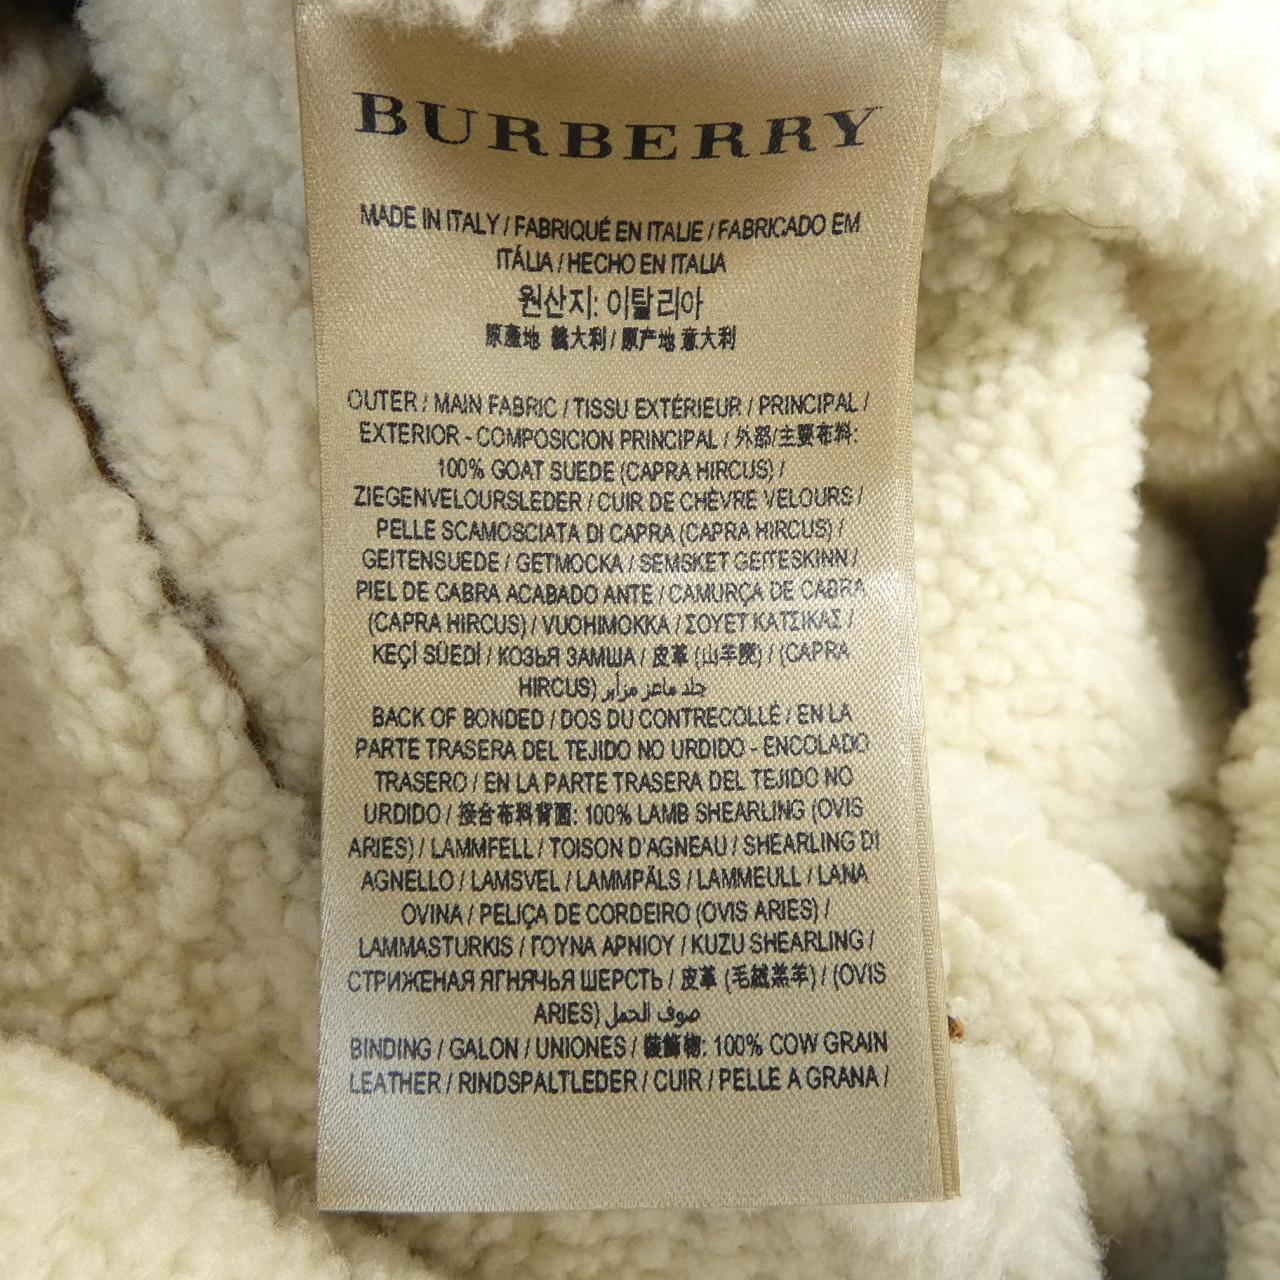 BURBERRY
MADE IN ITALY / FABRIQUÉ EN ITALIE / FABRICADO EM
ITÁLIA / HECHO EN ITALIA
원산지: 이탈리아
原產地 義大利 / 原产地 意大利
OUTER / MAIN FABRIC / TISSU EXTÉRIEUR / PRINCIPAL /
EXTERIOR - COMPOSICION PRINCIPAL / 外部/主要布料:
100% GOAT SUEDE (CAPRA HIRCUS) /
ZIEGENVELOURSLEDER / CUIR DE CHÈVRE VELOURS /
PELLE SCAMOSCIATA DI CAPRA (CAPRA HIRCUS) /
GEITENSUEDE / GETMOCKA / SEMSKET GEITESKINN /
PIEL DE CABRA ACABADO ANTE / CAMURÇA DE CABRA
(CAPRA HIRCUS) / VUOHIMOKKA / ΣΟΥΕΤ ΚΑΤΣΙΚΑΣ /
KEÇİ SÜEDİ / КОЗЬЯ ЗАМША / 皮革 (山羊麂) / (CAPRA
HIRCUS) جلد ماعز مزأبر
BACK OF BONDED / DOS DU CONTRECOLLÉ / EN LA
PARTE TRASERA DEL TEJIDO NO URDIDO - ENCOLADO
TRASERO / EN LA PARTE TRASERA DEL TEJIDO NO
URDIDO / 接合布料背面: 100% LAMB SHEARLING (OVIS
ARIES) / LAMMFELL / TOISON D'AGNEAU / SHEARLING DI
AGNELLO / LAMSVEL / LAMMPÄLS / LAMMEULL / LANA
OVINA / PELIÇA DE CORDEIRO (OVIS ARIES) /
LAMMASTURKIS / ΓΟΥΝΑ ΑΡΝΙΟΥ / KUZU SHEARLING /
СТРИЖЕНАЯ ЯГНЯЧЬЯ ШЕРСТЬ / 皮革 (毛絨羔羊) / (OVIS
ARIES) صوف الحمل
BINDING / GALON / UNIONES / 裝飾物: 100% COW GRAIN
LEATHER / RINDSPALTLEDER / CUIR / PELLE A GRANA /